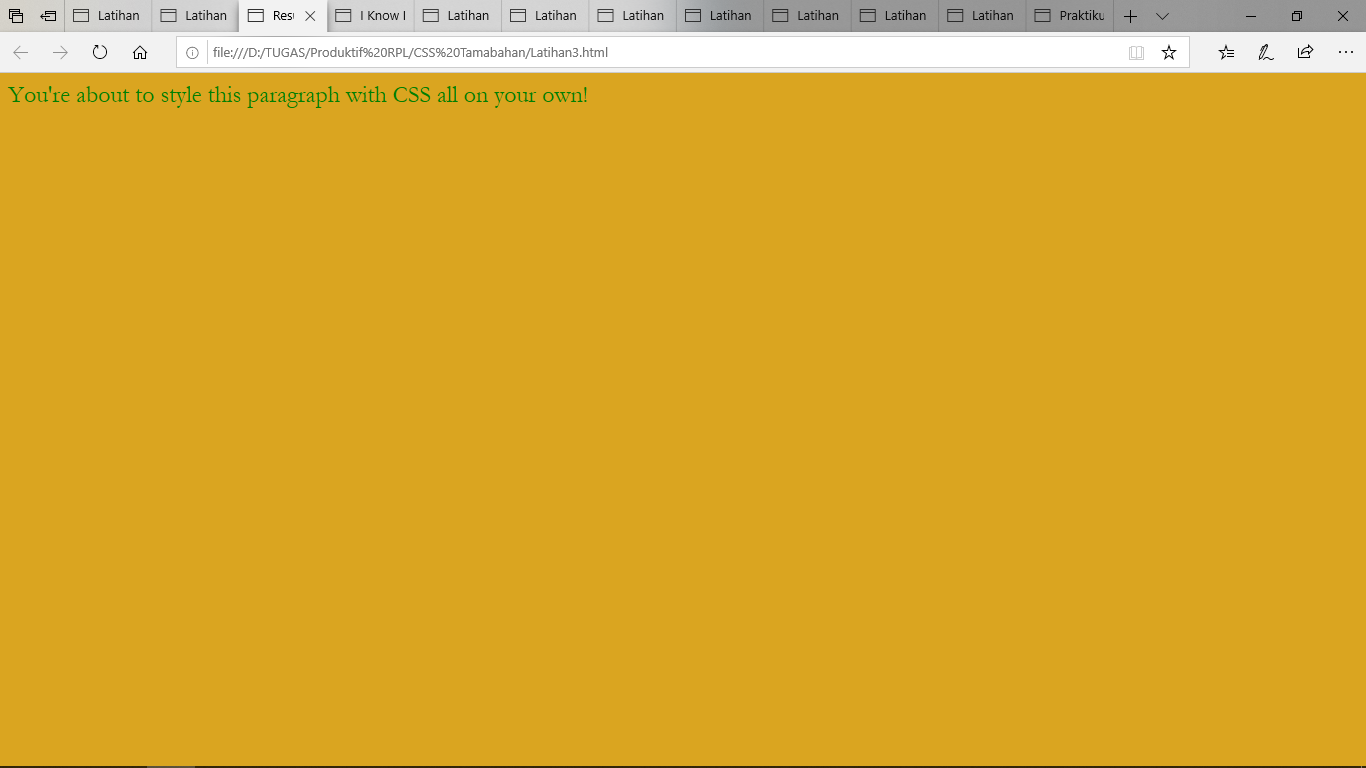 Latihan Latihan Resu I Know I Latihan Latihan Latihan Latihan Latihan Latihan Latihan Praktiku
file:///D:/TUGAS/Produktif%20RPL/CSS%20Tamabahan/Latihan3.html
You're about to style this paragraph with CSS all on your own!